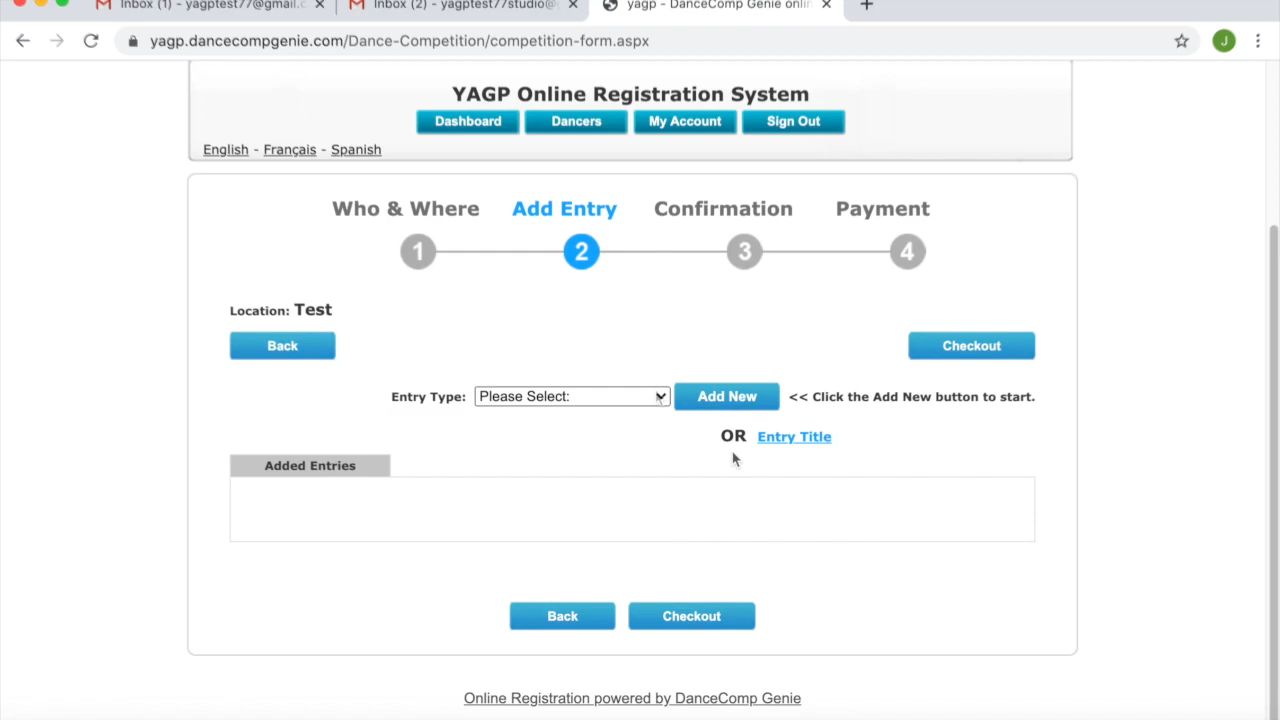 Inbox (1) - yagptest77@gmail.c
Inbox (2) - yagptest77studio@
yagp - DanceComp Genie onlin
yagp.dancecompgenie.com/Dance-Competition/competition-form.aspx
J
YAGP Online Registration System
Dashboard Dancers My Account Sign Out
English - Français - Spanish
Who & Where Add Entry Confirmation Payment
1 2 3 4
Location: Test
Back Checkout
Entry Type: Please Select: Add New << Click the Add New button to start.
OR Entry Title
Added Entries
Back Checkout
Online Registration powered by DanceComp Genie